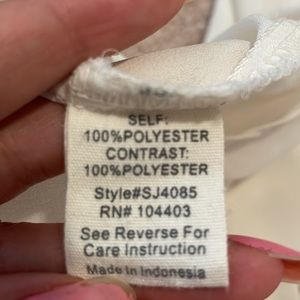 SELF:
100%POLYESTER
CONTRAST:
100%POLYESTER
Style#SJ4085
RN# 104403
See Reverse For
Care Instruction
Made In Indonesia